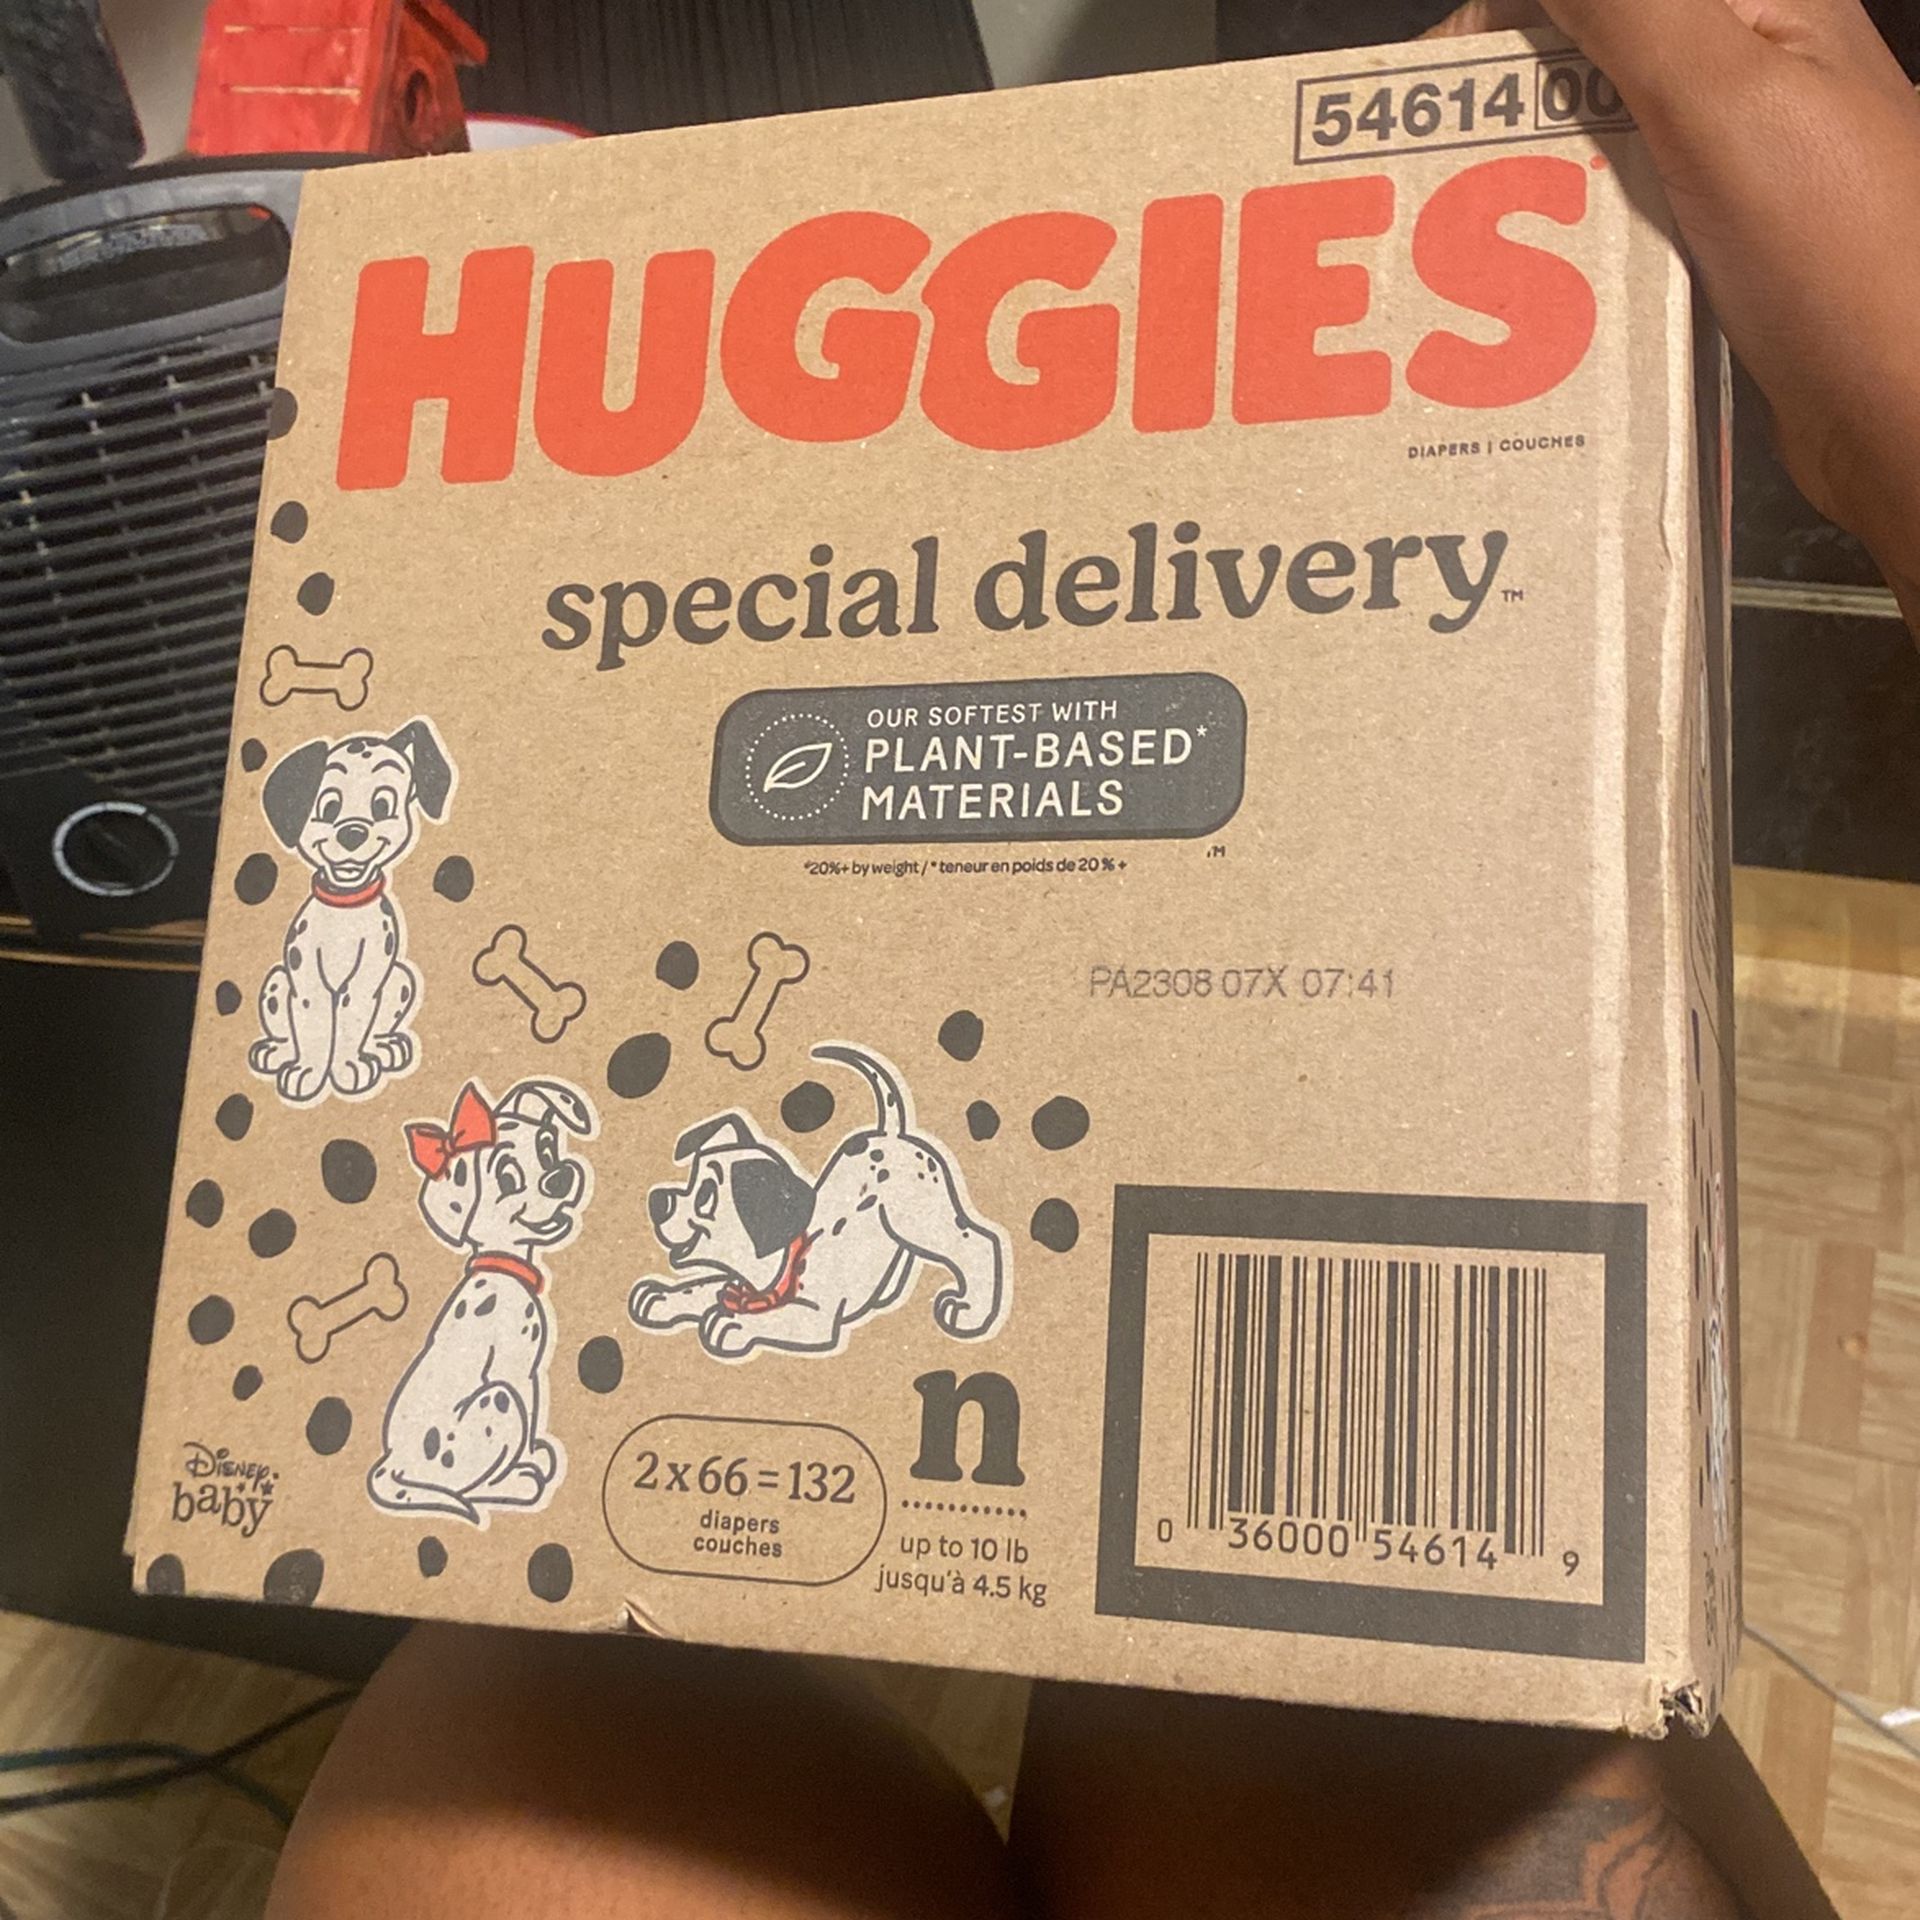 54614 00
HUGGIES
DIAPERS | COUCHES
special delivery™
OUR SOFTEST WITH
PLANT-BASED*
MATERIALS
™
*20%+ by weight / * teneur en poids de 20 % +
PA2308 07X 07:41
Disney
baby
2 x 66 = 132
diapers
couches
n
up to 10 lb
jusqu'à 4.5 kg
0 36000 54614 9